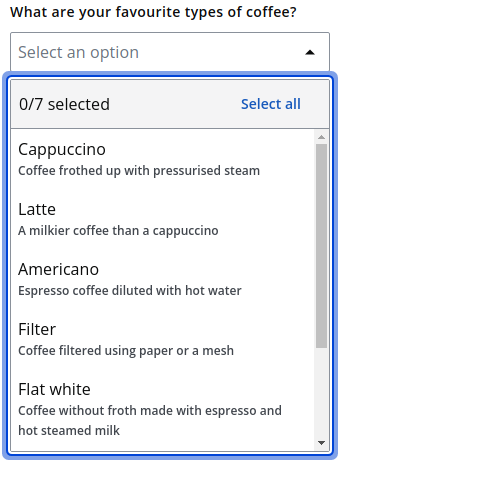 What are your favourite types of coffee?
Select an option
0/7 selected Select all
Cappuccino
Coffee frothed up with pressurised steam
Latte
A milkier coffee than a cappuccino
Americano
Espresso coffee diluted with hot water
Filter
Coffee filtered using paper or a mesh
Flat white
Coffee without froth made with espresso and
hot steamed milk